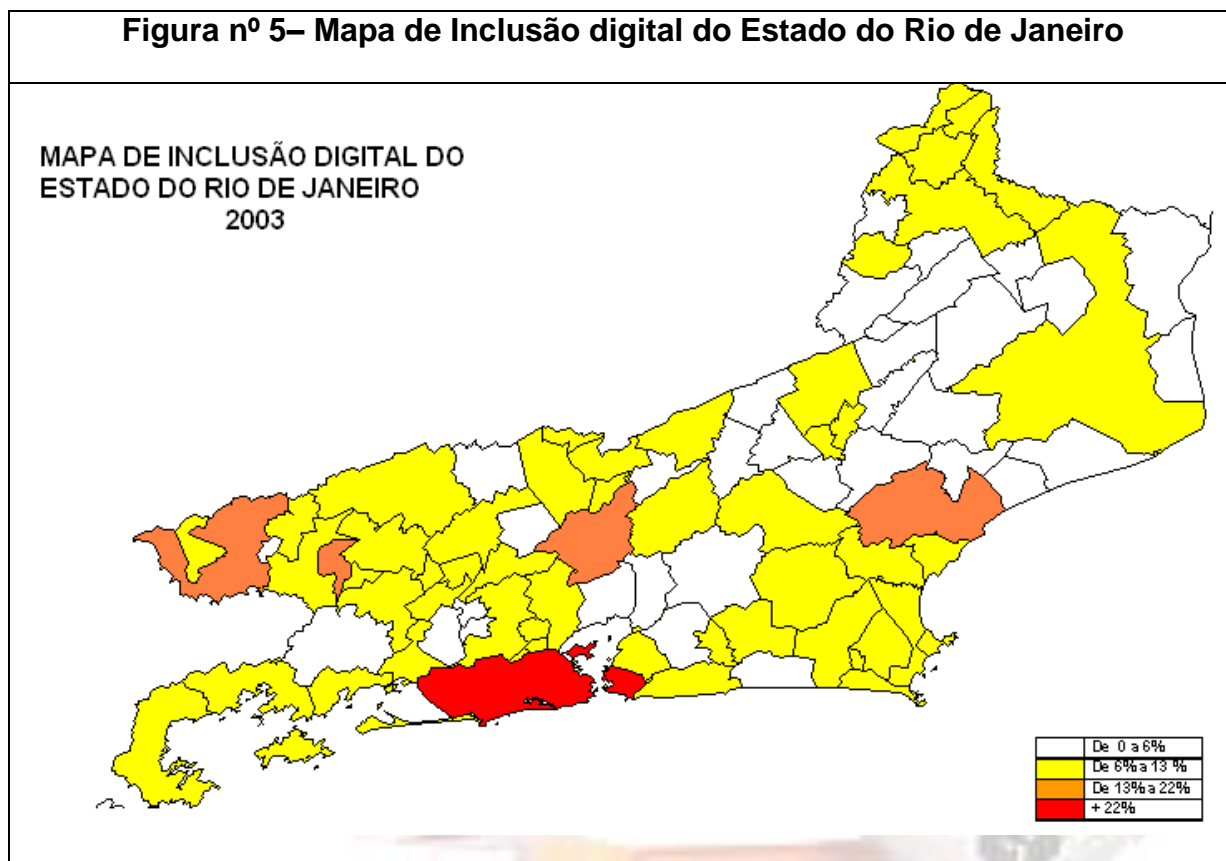 Figura nº 5– Mapa de Inclusão digital do Estado do Rio de Janeiro
MAPA DE INCLUSÃO DIGITAL DO
ESTADO DO RIO DE JANEIRO
2003
De 0 a 6%
De 6% a 13 %
De 13% a 22%
+ 22%